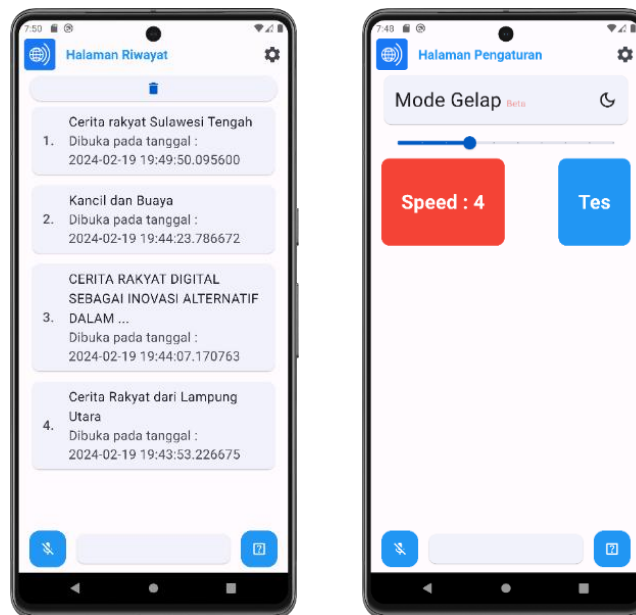 7:50
Halaman Riwayat
1.
Cerita rakyat Sulawesi Tengah
Dibuka pada tanggal :
2024-02-19 19:49:50.095600
2.
Kancil dan Buaya
Dibuka pada tanggal :
2024-02-19 19:44:23.786672
3.
CERITA RAKYAT DIGITAL
SEBAGAI INOVASI ALTERNATIF
DALAM ...
Dibuka pada tanggal :
2024-02-19 19:44:07.170763
4.
Cerita Rakyat dari Lampung
Utara
Dibuka pada tanggal :
2024-02-19 19:43:53.226675
7:48
Halaman Pengaturan
Mode Gelap Beta
Speed : 4
Tes